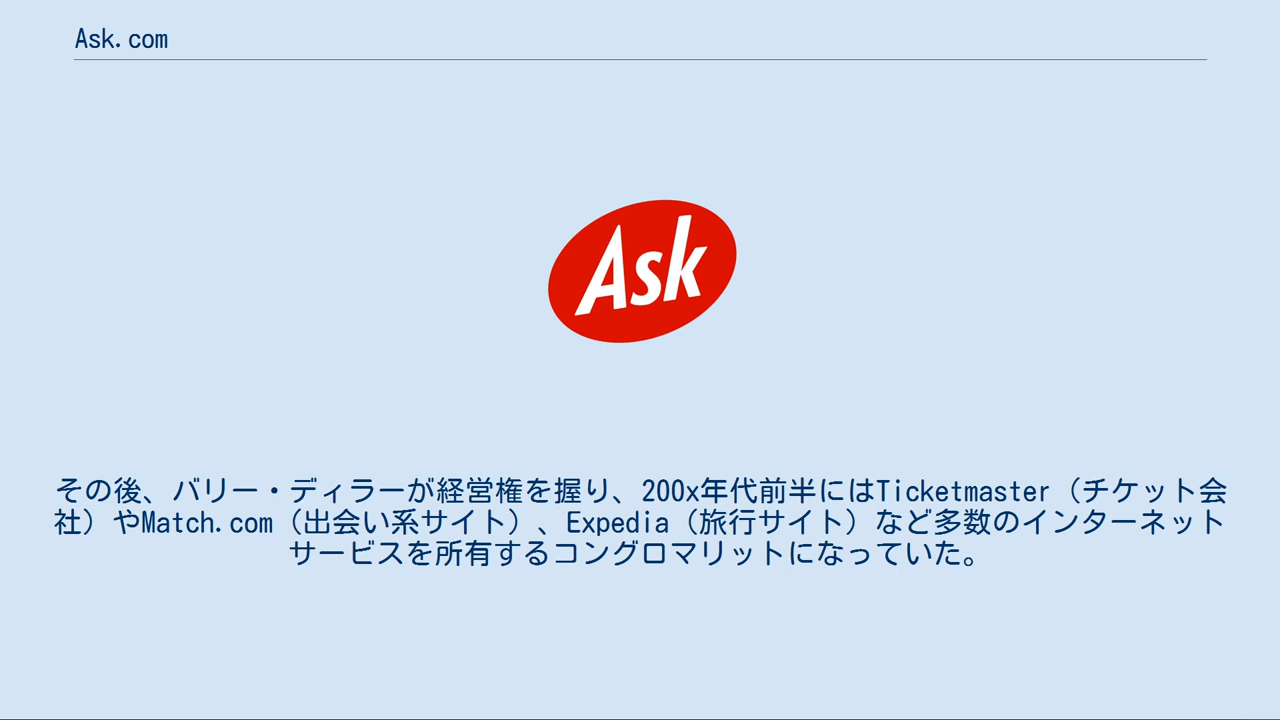 Ask.com
Ask
その後、バリー・ディラーが経営権を握り、200x年代前半にはTicketmaster（チケット会
社）やMatch.com（出会い系サイト）、Expedia（旅行サイト）など多数のインターネット
サービスを所有するコングロマリットになっていた。